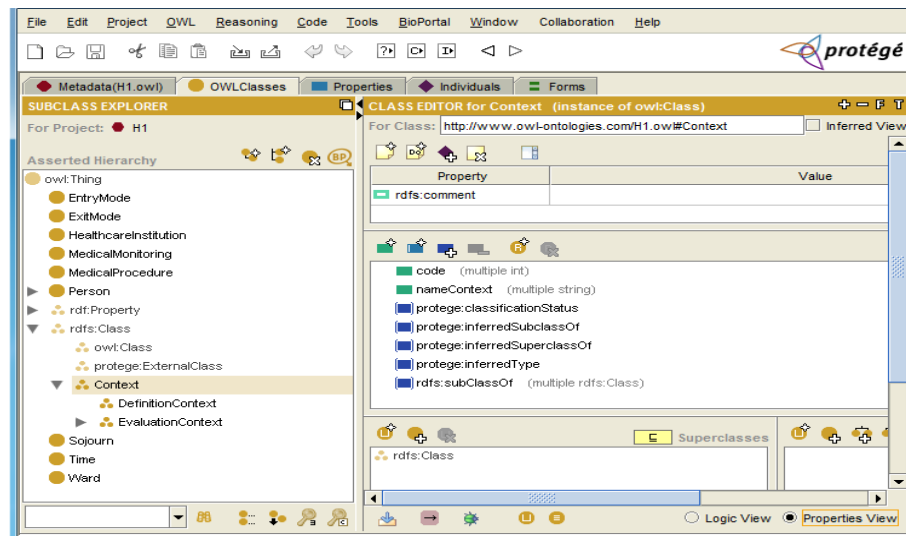 File Edit Project OWL Reasoning Code Tools BioPortal Window Collaboration Help
protégé
Metadata(H1.owl) OWLClasses Properties Individuals Forms
SUBCLASS EXPLORER
For Project: H1
Asserted Hierarchy
BP
owl:Thing
EntryMode
ExitMode
HealthcareInstitution
MedicalMonitoring
MedicalProcedure
Person
rdf:Property
rdfs:Class
owl:Class
protege:ExternalClass
Context
DefinitionContext
EvaluationContext
Sojourn
Time
Ward
CLASS EDITOR for Context (instance of owl:Class)
For Class: http://www.owl-ontologies.com/H1.owl#Context Inferred View
Property Value
rdfs:comment
code (multiple int)
nameContext (multiple string)
protege:classificationStatus
protege:inferredSubclassOf
protege:inferredSuperclassOf
protege:inferredType
rdfs:subClassOf (multiple rdfs:Class)
⊑ Superclasses
rdfs:Class
Logic View Properties View